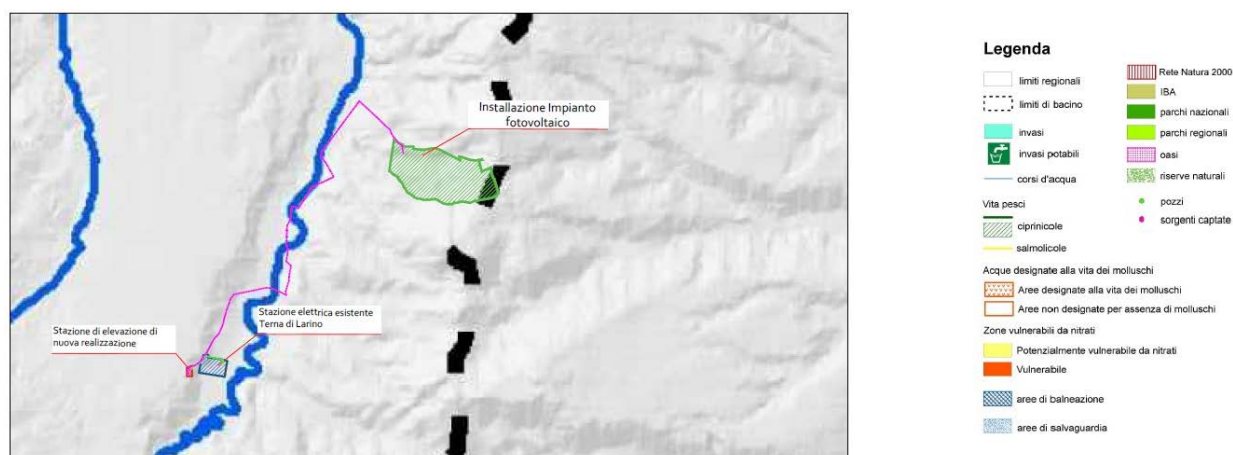 Installazione Impianto
fotovoltaico
Stazione elettrica esistente
Terna di Larino
Stazione di elevazione di
nuova realizzazione
Legenda
limiti regionali
limiti di bacino
invasi
invasi potabili
corsi d'acqua
Vita pesci
ciprinicole
salmolicole
Acque designate alla vita dei molluschi
Aree designate alla vita dei molluschi
Aree non designate per assenza di molluschi
Zone vulnerabili da nitrati
Potenzialmente vulnerabile da nitrati
Vulnerabile
aree di balneazione
aree di salvaguardia
Rete Natura 2000
IBA
parchi nazionali
parchi regionali
oasi
riserve naturali
pozzi
sorgenti captate